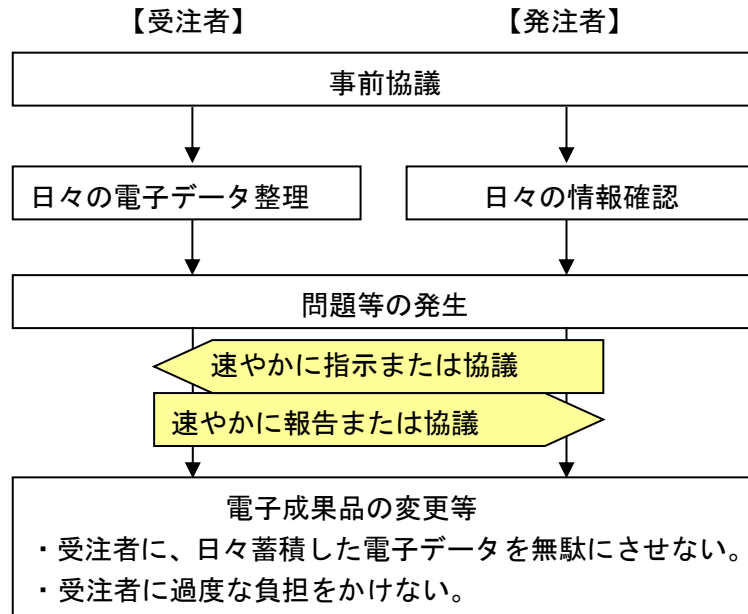 【受注者】 【発注者】
事前協議
日々の電子データ整理 日々の情報確認
問題等の発生
速やかに指示または協議
速やかに報告または協議
電子成果品の変更等
・受注者に、日々蓄積した電子データを無駄にさせない。
・受注者に過度な負担をかけない。